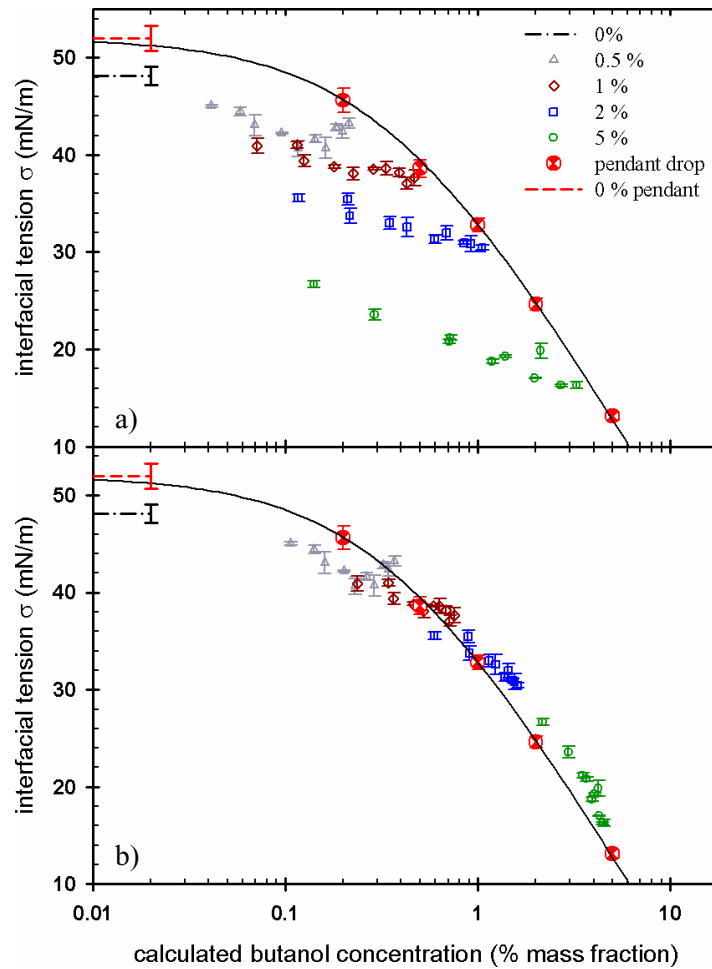 50
40
30
20
10
interfacial tension σ (mN/m)
0%
0.5 %
1 %
2 %
5 %
pendant drop
0 % pendant
a)
50
40
30
20
10
interfacial tension σ (mN/m)
b)
0.01
0.1
1
10
calculated butanol concentration (% mass fraction)